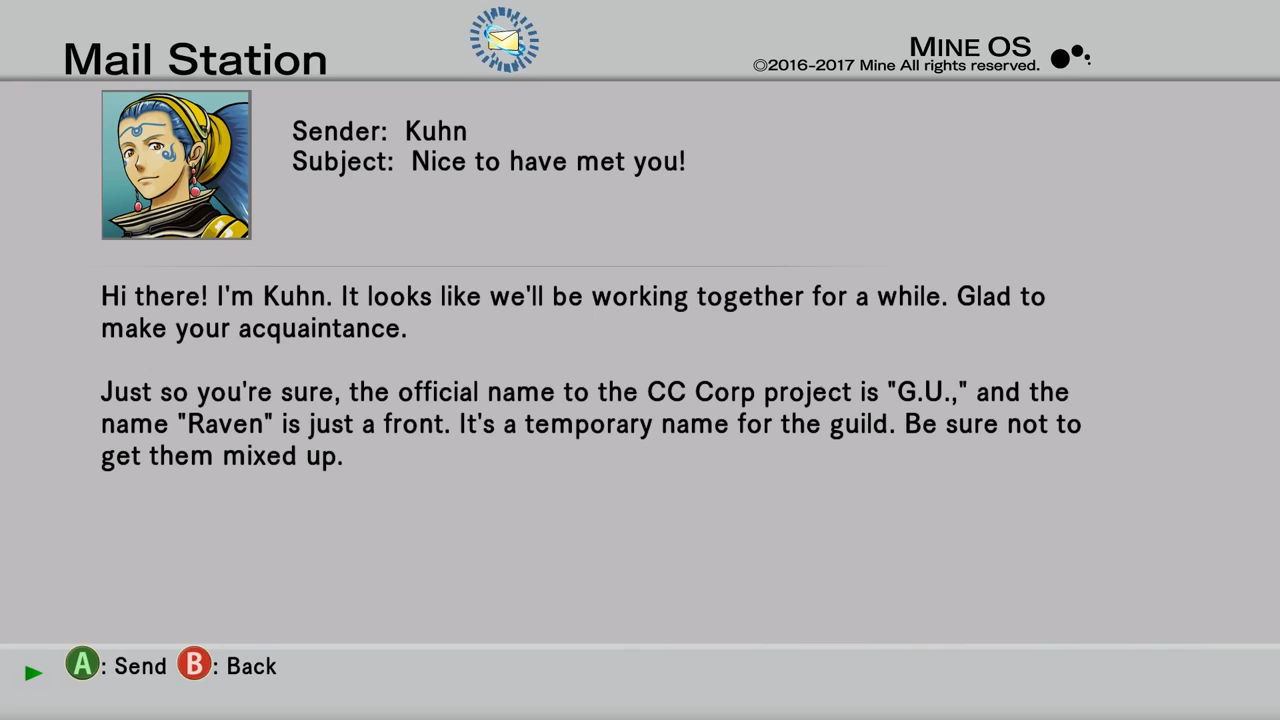 Mail Station
MINE OS
©2016-2017 Mine All rights reserved.
Sender: Kuhn
Subject: Nice to have met you!
Hi there! I'm Kuhn. It looks like we'll be working together for a while. Glad to
make your acquaintance.
Just so you're sure, the official name to the CC Corp project is "G.U.," and the
name "Raven" is just a front. It's a temporary name for the guild. Be sure not to
get them mixed up.
A: Send B: Back